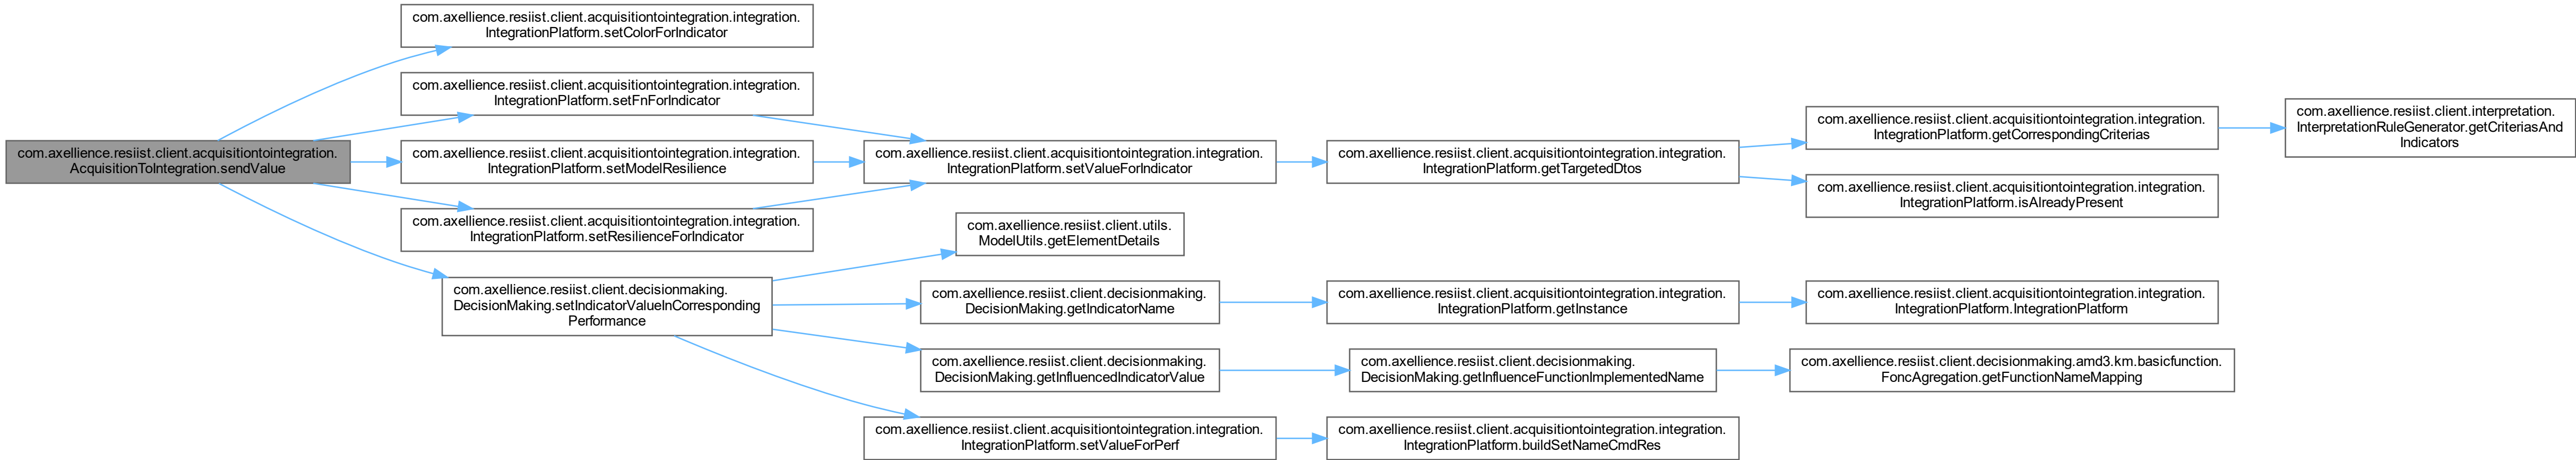 com.axellience.resiist.client.acquisitiontointegration.
AcquisitionToIntegration.sendValue
com.axellience.resiist.client.acquisitiontointegration.integration.
IntegrationPlatform.setColorForIndicator
com.axellience.resiist.client.acquisitiontointegration.integration.
IntegrationPlatform.setFnForIndicator
com.axellience.resiist.client.acquisitiontointegration.integration.
IntegrationPlatform.setModelResilience
com.axellience.resiist.client.acquisitiontointegration.integration.
IntegrationPlatform.setResilienceForIndicator
com.axellience.resiist.client.decisionmaking.
DecisionMaking.setIndicatorValueInCorresponding
Performance
com.axellience.resiist.client.acquisitiontointegration.integration.
IntegrationPlatform.setValueForIndicator
com.axellience.resiist.client.utils.
ModelUtils.getElementDetails
com.axellience.resiist.client.decisionmaking.
DecisionMaking.getIndicatorName
com.axellience.resiist.client.decisionmaking.
DecisionMaking.getInfluencedIndicatorValue
com.axellience.resiist.client.acquisitiontointegration.integration.
IntegrationPlatform.setValueForPerf
com.axellience.resiist.client.acquisitiontointegration.integration.
IntegrationPlatform.getTargetedDtos
com.axellience.resiist.client.acquisitiontointegration.integration.
IntegrationPlatform.getInstance
com.axellience.resiist.client.decisionmaking.
DecisionMaking.getInfluenceFunctionImplementedName
com.axellience.resiist.client.acquisitiontointegration.integration.
IntegrationPlatform.buildSetNameCmdRes
com.axellience.resiist.client.acquisitiontointegration.integration.
IntegrationPlatform.getCorrespondingCriterias
com.axellience.resiist.client.acquisitiontointegration.integration.
IntegrationPlatform.isAlreadyPresent
com.axellience.resiist.client.acquisitiontointegration.integration.
IntegrationPlatform.IntegrationPlatform
com.axellience.resiist.client.decisionmaking.amd3.km.basicfunction.
FoncAgregation.getFunctionNameMapping
com.axellience.resiist.client.interpretation.
InterpretationRuleGenerator.getCriteriasAnd
Indicators